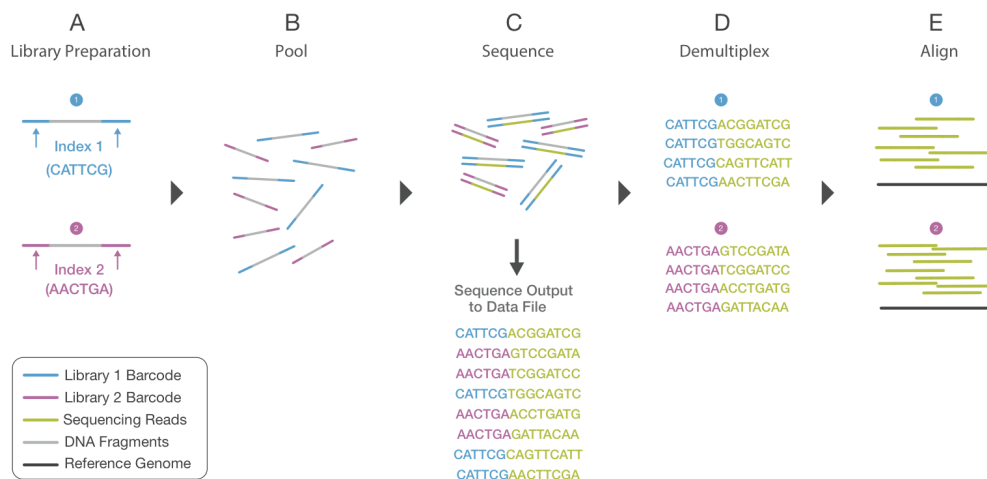 A
Library Preparation
1
Index 1
(CATTCG)
2
Index 2
(AACTGA)
Library 1 Barcode
Library 2 Barcode
Sequencing Reads
DNA Fragments
Reference Genome
B
Pool
C
Sequence
Sequence Output
to Data File
CATTCGACGGATCG
AACTGAGTCCGATA
AACTGATCGGATCC
CATTCGTGGCAGTC
AACTGAACCTGATG
AACTGAGATTACAA
CATTCGCAGTTCATT
CATTCGAACTTCGA
D
Demultiplex
1
CATTCGACGGATCG
CATTCGTGGCAGTC
CATTCGCAGTTCATT
CATTCGAACTTCGA
2
AACTGAGTCCGATA
AACTGATCGGATCC
AACTGAACCTGATG
AACTGAGATTACAA
E
Align
1
2